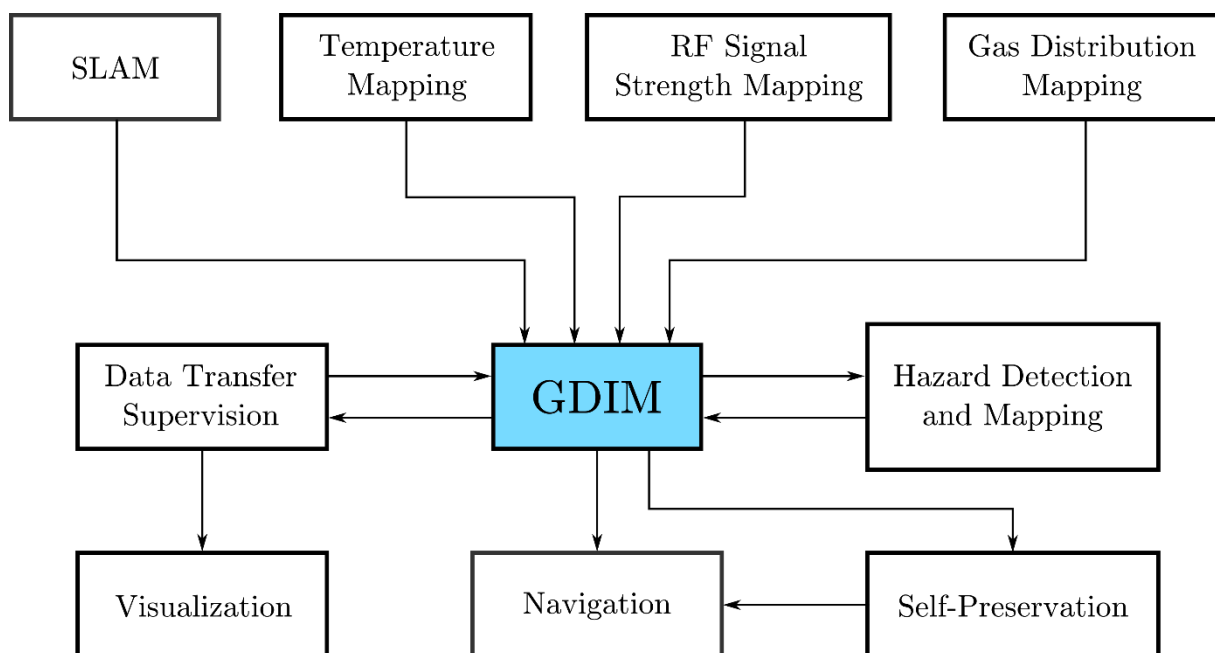 SLAM
Temperature
Mapping
RF Signal
Strength Mapping
Gas Distribution
Mapping
Data Transfer
Supervision
GDIM
Hazard Detection
and Mapping
Visualization
Navigation
Self-Preservation